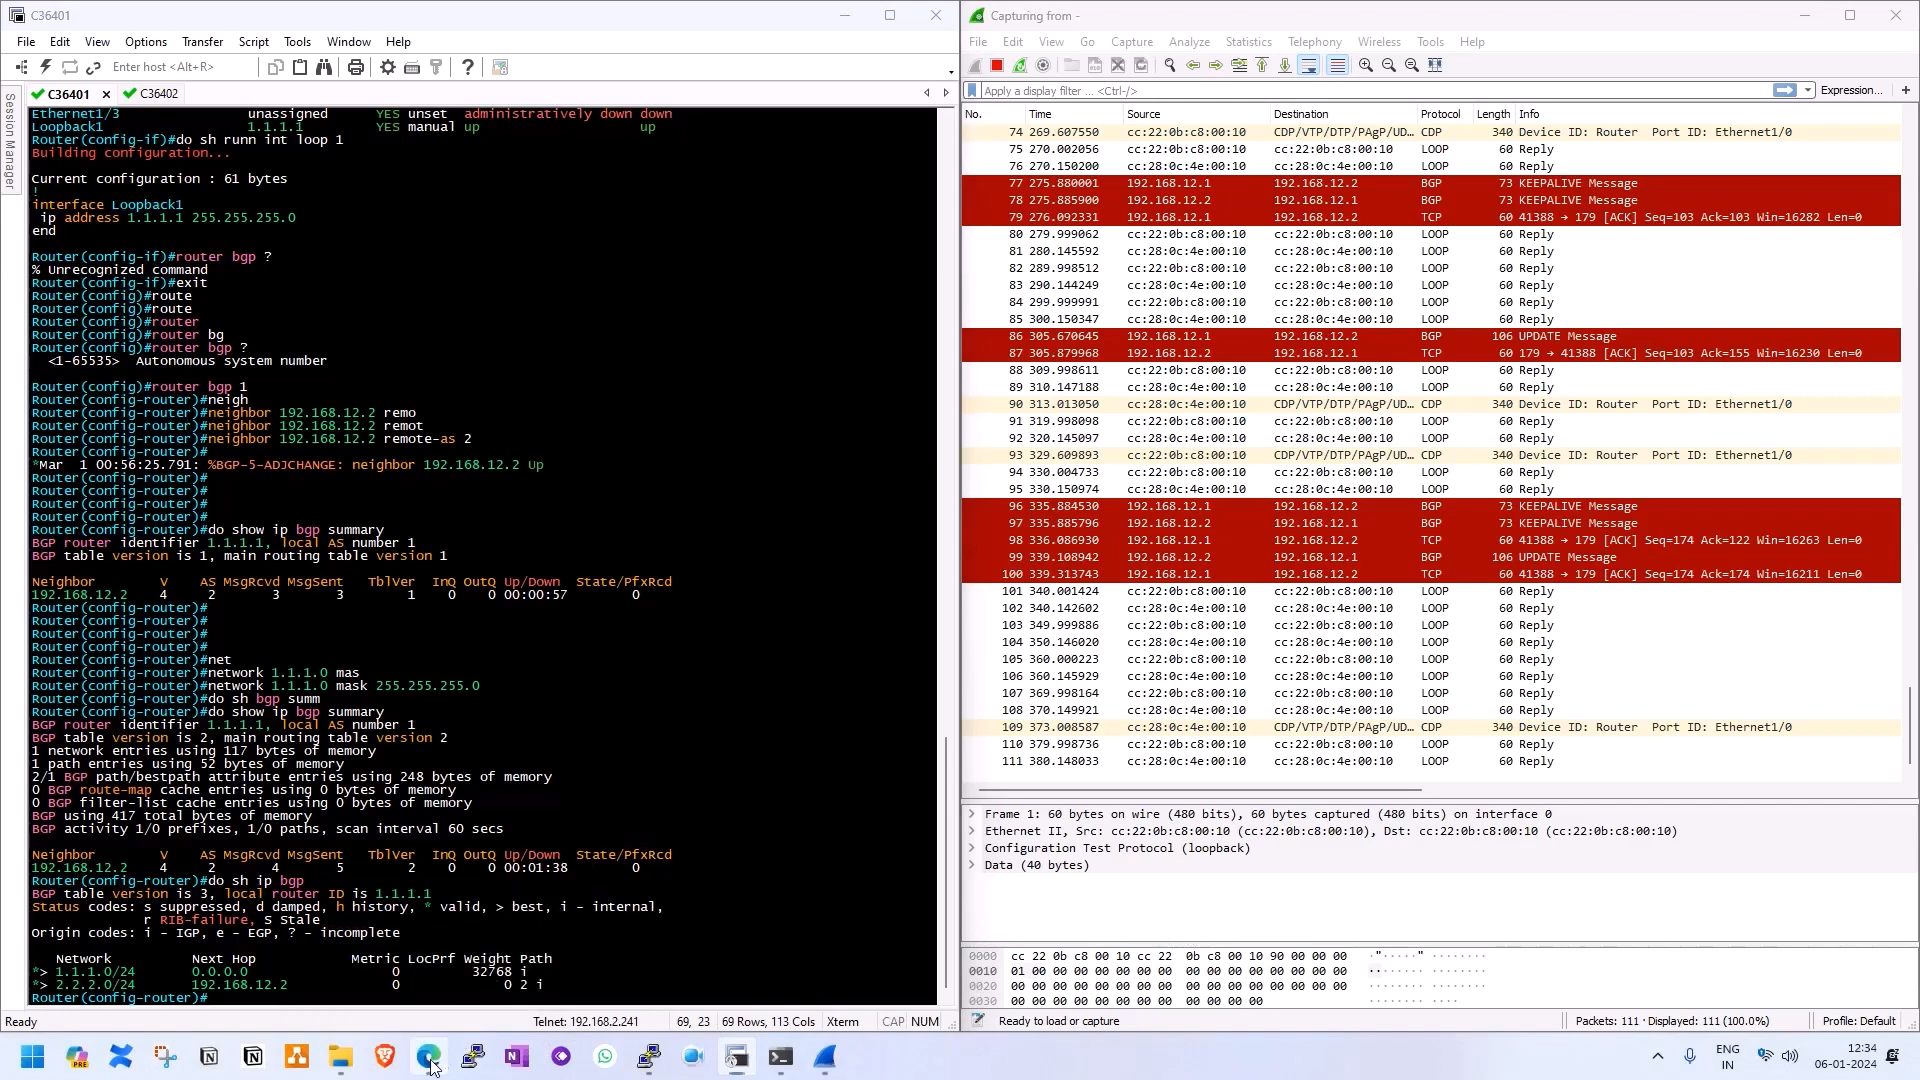 C36401
File Edit View Options Transfer Script Tools Window Help
Enter host <Alt+R>
Session Manager
C36401 C36402
Ethernet1/3 unassigned YES unset administratively down down
Loopback1 1.1.1.1 YES manual up up
Router(config-if)#do sh runn int loop 1
Building configuration...
Current configuration : 61 bytes
!
interface Loopback1
ip address 1.1.1.1 255.255.255.0
end
Router(config-if)#router bgp ?
% Unrecognized command
Router(config-if)#exit
Router(config)#route
Router(config)#route
Router(config)#router
Router(config)#router bg
Router(config)#router bgp ?
<1-65535> Autonomous system number
Router(config)#router bgp 1
Router(config-router)#neigh
Router(config-router)#neighbor 192.168.12.2 remo
Router(config-router)#neighbor 192.168.12.2 remot
Router(config-router)#neighbor 192.168.12.2 remote-as 2
Router(config-router)#
*Mar 1 00:56:25.791: %BGP-5-ADJCHANGE: neighbor 192.168.12.2 Up
Router(config-router)#
Router(config-router)#
Router(config-router)#
Router(config-router)#
Router(config-router)#do show ip bgp summary
BGP router identifier 1.1.1.1, local AS number 1
BGP table version is 1, main routing table version 1
Neighbor V AS MsgRcvd MsgSent TblVer InQ OutQ Up/Down State/PfxRcd
192.168.12.2 4 2 3 3 1 0 0 00:00:57 0
Router(config-router)#
Router(config-router)#
Router(config-router)#
Router(config-router)#
Router(config-router)#net
Router(config-router)#network 1.1.1.0 mas
Router(config-router)#network 1.1.1.0 mask 255.255.255.0
Router(config-router)#do sh bgp summ
Router(config-router)#do show ip bgp summary
BGP router identifier 1.1.1.1, local AS number 1
BGP table version is 2, main routing table version 2
1 network entries using 117 bytes of memory
1 path entries using 52 bytes of memory
2/1 BGP path/bestpath attribute entries using 248 bytes of memory
0 BGP route-map cache entries using 0 bytes of memory
0 BGP filter-list cache entries using 0 bytes of memory
BGP using 417 total bytes of memory
BGP activity 1/0 prefixes, 1/0 paths, scan interval 60 secs
Neighbor V AS MsgRcvd MsgSent TblVer InQ OutQ Up/Down State/PfxRcd
192.168.12.2 4 2 4 5 2 0 0 00:01:38 0
Router(config-router)#do sh ip bgp
BGP table version is 3, local router ID is 1.1.1.1
Status codes: s suppressed, d damped, h history, * valid, > best, i - internal,
r RIB-failure, S Stale
Origin codes: i - IGP, e - EGP, ? - incomplete
Network Next Hop Metric LocPrf Weight Path
*> 1.1.1.0/24 0.0.0.0 0 32768 i
*> 2.2.2.0/24 192.168.12.2 0 0 2 i
Router(config-router)#
Ready Telnet: 192.168.2.241 69, 23 69 Rows, 113 Cols Xterm CAP NUM
Capturing from -
File Edit View Go Capture Analyze Statistics Telephony Wireless Tools Help
Apply a display filter ... <Ctrl-/> Expression... +
No. Time Source Destination Protocol Length Info
74 269.607550 cc:22:0b:c8:00:10 CDP/VTP/DTP/PAgP/UD... CDP 340 Device ID: Router Port ID: Ethernet1/0
75 270.002056 cc:22:0b:c8:00:10 cc:22:0b:c8:00:10 LOOP 60 Reply
76 270.150200 cc:28:0c:4e:00:10 cc:28:0c:4e:00:10 LOOP 60 Reply
77 275.880001 192.168.12.1 192.168.12.2 BGP 73 KEEPALIVE Message
78 275.885900 192.168.12.2 192.168.12.1 BGP 73 KEEPALIVE Message
79 276.092331 192.168.12.1 192.168.12.2 TCP 60 41388 → 179 [ACK] Seq=103 Ack=103 Win=16282 Len=0
80 279.999062 cc:22:0b:c8:00:10 cc:22:0b:c8:00:10 LOOP 60 Reply
81 280.145592 cc:28:0c:4e:00:10 cc:28:0c:4e:00:10 LOOP 60 Reply
82 289.998512 cc:22:0b:c8:00:10 cc:22:0b:c8:00:10 LOOP 60 Reply
83 290.144249 cc:28:0c:4e:00:10 cc:28:0c:4e:00:10 LOOP 60 Reply
84 299.999991 cc:22:0b:c8:00:10 cc:22:0b:c8:00:10 LOOP 60 Reply
85 300.150347 cc:28:0c:4e:00:10 cc:28:0c:4e:00:10 LOOP 60 Reply
86 305.670645 192.168.12.1 192.168.12.2 BGP 106 UPDATE Message
87 305.879968 192.168.12.2 192.168.12.1 TCP 60 179 → 41388 [ACK] Seq=103 Ack=155 Win=16230 Len=0
88 309.998611 cc:22:0b:c8:00:10 cc:22:0b:c8:00:10 LOOP 60 Reply
89 310.147188 cc:28:0c:4e:00:10 cc:28:0c:4e:00:10 LOOP 60 Reply
90 313.013050 cc:28:0c:4e:00:10 CDP/VTP/DTP/PAgP/UD... CDP 340 Device ID: Router Port ID: Ethernet1/0
91 319.998098 cc:22:0b:c8:00:10 cc:22:0b:c8:00:10 LOOP 60 Reply
92 320.145097 cc:28:0c:4e:00:10 cc:28:0c:4e:00:10 LOOP 60 Reply
93 329.609893 cc:22:0b:c8:00:10 CDP/VTP/DTP/PAgP/UD... CDP 340 Device ID: Router Port ID: Ethernet1/0
94 330.004733 cc:22:0b:c8:00:10 cc:22:0b:c8:00:10 LOOP 60 Reply
95 330.150974 cc:28:0c:4e:00:10 cc:28:0c:4e:00:10 LOOP 60 Reply
96 335.884530 192.168.12.1 192.168.12.2 BGP 73 KEEPALIVE Message
97 335.885796 192.168.12.2 192.168.12.1 BGP 73 KEEPALIVE Message
98 336.086930 192.168.12.1 192.168.12.2 TCP 60 41388 → 179 [ACK] Seq=174 Ack=122 Win=16263 Len=0
99 339.108942 192.168.12.2 192.168.12.1 BGP 106 UPDATE Message
100 339.313743 192.168.12.1 192.168.12.2 TCP 60 41388 → 179 [ACK] Seq=174 Ack=174 Win=16211 Len=0
101 340.001424 cc:22:0b:c8:00:10 cc:22:0b:c8:00:10 LOOP 60 Reply
102 340.142602 cc:28:0c:4e:00:10 cc:28:0c:4e:00:10 LOOP 60 Reply
103 349.999886 cc:22:0b:c8:00:10 cc:22:0b:c8:00:10 LOOP 60 Reply
104 350.146020 cc:28:0c:4e:00:10 cc:28:0c:4e:00:10 LOOP 60 Reply
105 360.000223 cc:22:0b:c8:00:10 cc:22:0b:c8:00:10 LOOP 60 Reply
106 360.145929 cc:28:0c:4e:00:10 cc:28:0c:4e:00:10 LOOP 60 Reply
107 369.998164 cc:22:0b:c8:00:10 cc:22:0b:c8:00:10 LOOP 60 Reply
108 370.149921 cc:28:0c:4e:00:10 cc:28:0c:4e:00:10 LOOP 60 Reply
109 373.008587 cc:28:0c:4e:00:10 CDP/VTP/DTP/PAgP/UD... CDP 340 Device ID: Router Port ID: Ethernet1/0
110 379.998736 cc:22:0b:c8:00:10 cc:22:0b:c8:00:10 LOOP 60 Reply
111 380.148033 cc:28:0c:4e:00:10 cc:28:0c:4e:00:10 LOOP 60 Reply
Frame 1: 60 bytes on wire (480 bits), 60 bytes captured (480 bits) on interface 0
Ethernet II, Src: cc:22:0b:c8:00:10 (cc:22:0b:c8:00:10), Dst: cc:22:0b:c8:00:10 (cc:22:0b:c8:00:10)
Configuration Test Protocol (loopback)
Data (40 bytes)
0000 cc 22 0b c8 00 10 cc 22 0b c8 00 10 90 00 00 00 ·"·····" ········
0010 01 00 00 00 00 00 00 00 00 00 00 00 00 00 00 00 ········ ········
0020 00 00 00 00 00 00 00 00 00 00 00 00 00 00 00 00 ········ ········
0030 00 00 00 00 00 00 00 00 00 00 00 00 ········ ····
Ready to load or capture Packets: 111 · Displayed: 111 (100.0%) Profile: Default
PRE
ENG
IN
12:34
06-01-2024